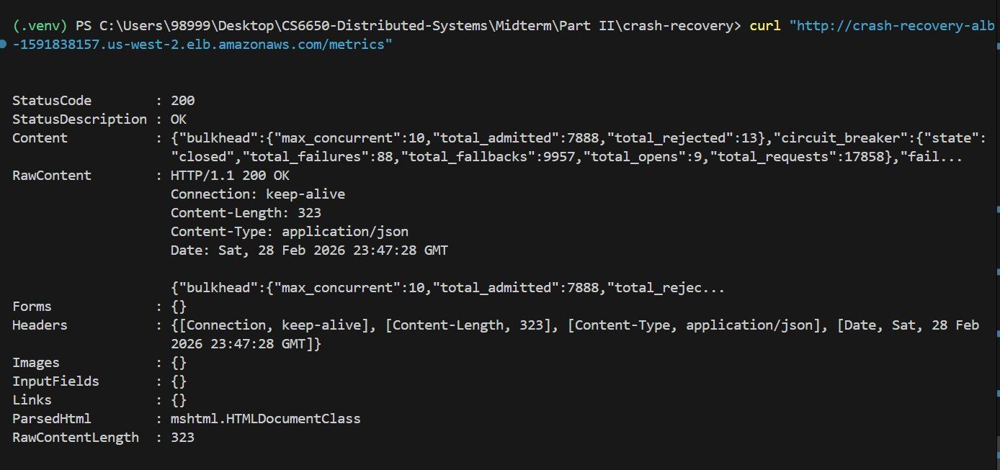 (.venv) PS C:\Users\98999\Desktop\CS6650-Distributed-Systems\Midterm\Part II\crash-recovery> curl "http://crash-recovery-alb
-1591838157.us-west-2.elb.amazonaws.com/metrics"
StatusCode        : 200
StatusDescription : OK
Content           : {"bulkhead":{"max_concurrent":10,"total_admitted":7888,"total_rejected":13},"circuit_breaker":{"state":
                    "closed","total_failures":88,"total_fallbacks":9957,"total_opens":9,"total_requests":17858},"fail...
RawContent        : HTTP/1.1 200 OK
                    Connection: keep-alive
                    Content-Length: 323
                    Content-Type: application/json
                    Date: Sat, 28 Feb 2026 23:47:28 GMT
                    {"bulkhead":{"max_concurrent":10,"total_admitted":7888,"total_rejec...
Forms             : {}
Headers           : {[Connection, keep-alive], [Content-Length, 323], [Content-Type, application/json], [Date, Sat, 28 Feb
                    2026 23:47:28 GMT]}
Images            : {}
InputFields       : {}
Links             : {}
ParsedHtml        : mshtml.HTMLDocumentClass
RawContentLength  : 323